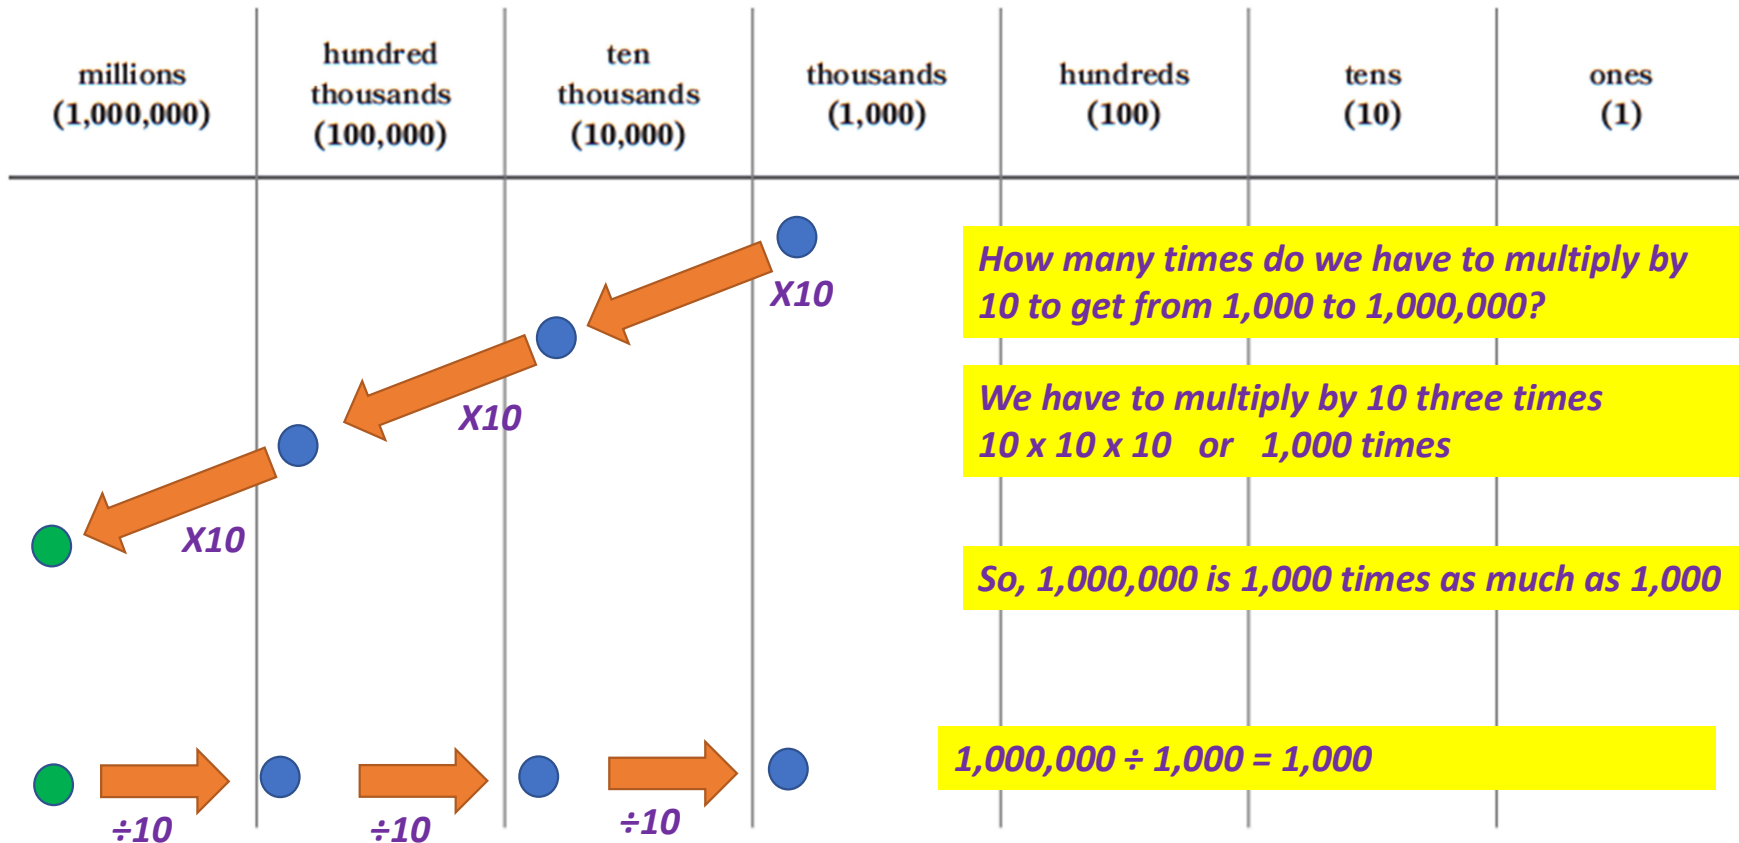 millions
(1,000,000)
hundred
thousands
(100,000)
ten
thousands
(10,000)
thousands
(1,000)
hundreds
(100)
tens
(10)
ones
(1)
X10
X10
X10
How many times do we have to multiply by
10 to get from 1,000 to 1,000,000?
We have to multiply by 10 three times
10 x 10 x 10 or 1,000 times
So, 1,000,000 is 1,000 times as much as 1,000
÷10
÷10
÷10
1,000,000 ÷ 1,000 = 1,000